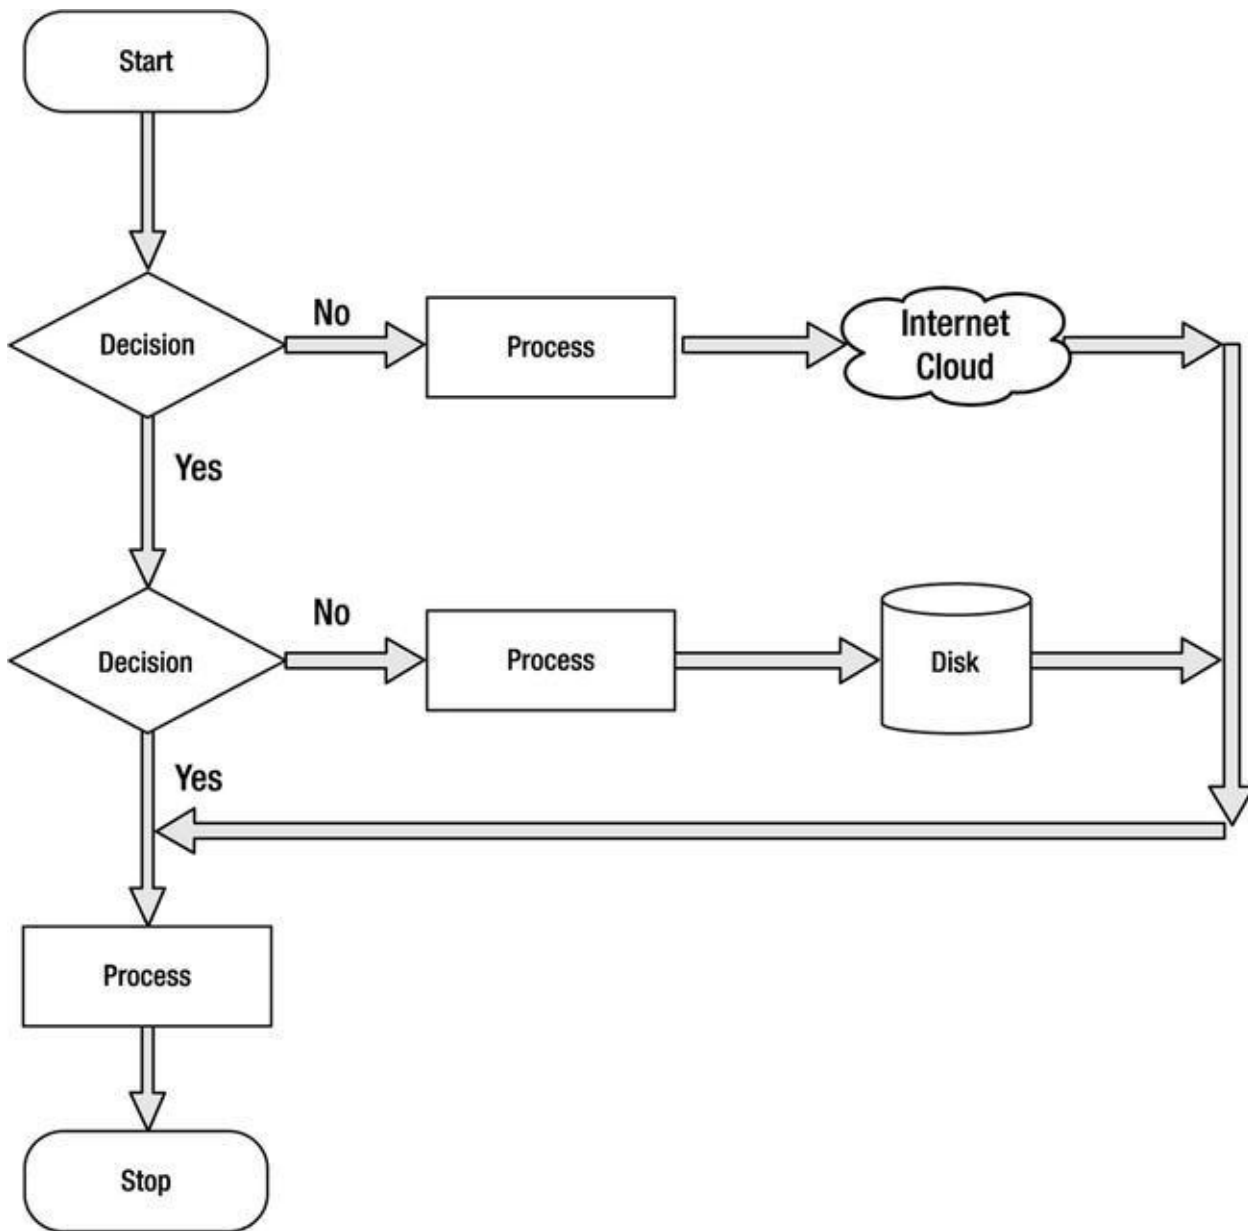 Start
Decision
No
Process
Internet
Cloud
Yes
Decision
No
Process
Disk
Yes
Process
Stop